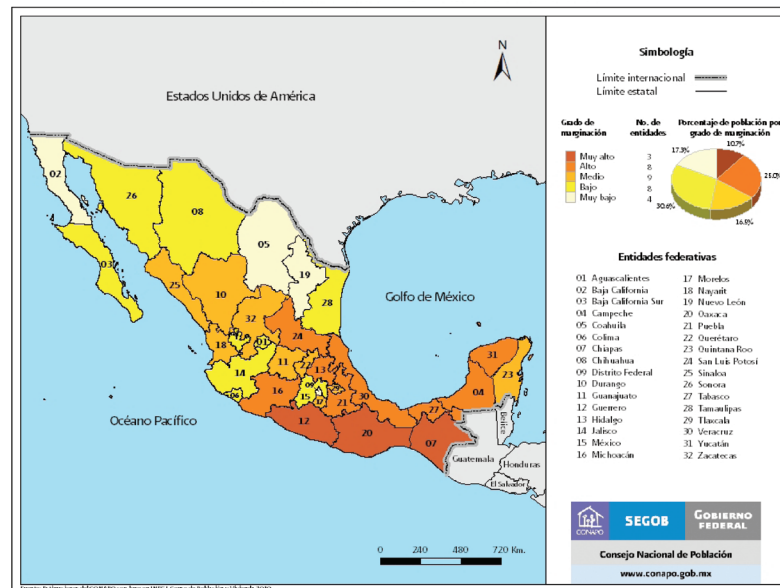 N
Estados Unidos de América
Golfo de México
Océano Pacífico
Belice
Guatemala
Honduras
El Salvador
02
26
08
03
05
19
28
25
10
32
24
18
01
14
11
22
13
06
16
15
09
17
21
30
12
20
27
07
04
31
23
0 240 480 720 Km.
Simbología
Límite internacional
Límite estatal
Grado de marginación
No. de entidades
Porcentaje de población por grado de marginación
Muy alto 3
Alto 8
Medio 9
Bajo 8
Muy bajo 4
17.3%
10.7%
30.6%
Entidades federativas
01 Aguascalientes
02 Baja California
03 Baja California Sur
04 Campeche
05 Coahuila
06 Colima
07 Chiapas
08 Chihuahua
09 Distrito Federal
10 Durango
11 Guanajuato
12 Guerrero
13 Hidalgo
14 Jalisco
15 México
16 Michoacán
17 Morelos
18 Nayarit
19 Nuevo León
20 Oaxaca
21 Puebla
22 Querétaro
23 Quintana Roo
24 San Luis Potosí
25 Sinaloa
26 Sonora
27 Tabasco
28 Tamaulipas
29 Tlaxcala
30 Veracruz
31 Yucatán
32 Zacatecas
CONAPO
SEGOB
GOBIERNO
FEDERAL
Consejo Nacional de Población
www.conapo.gob.mx